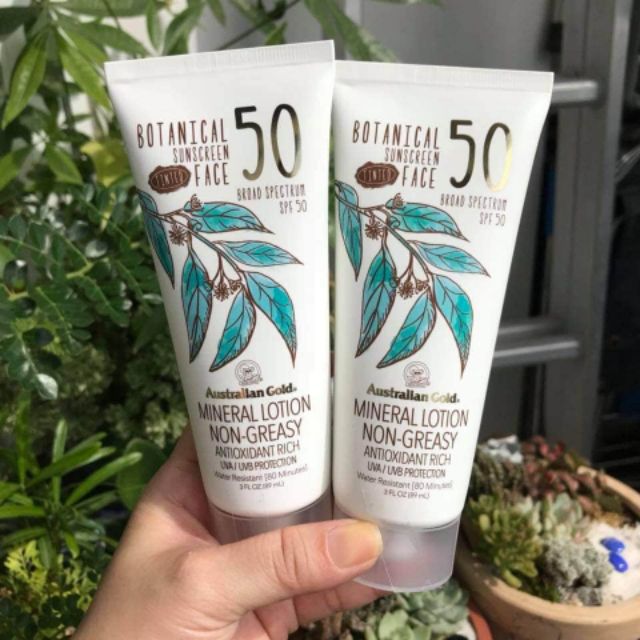 BOTANICAL
SUNSCREEN
TINTED FACE
50
BROAD SPECTRUM
SPF 50
Australian Gold®
MINERAL LOTION
NON-GREASY
ANTIOXIDANT RICH
UVA/UVB PROTECTION
Water Resistant (80 Minutes)
3 FL OZ (89 mL)
BOTANICAL
SUNSCREEN
TINTED FACE
50
BROAD SPECTRUM
SPF 50
Australian Gold®
MINERAL LOTION
NON-GREASY
ANTIOXIDANT RICH
UVA/UVB PROTECTION
Water Resistant (80 Minutes)
3 FL OZ (89 mL)